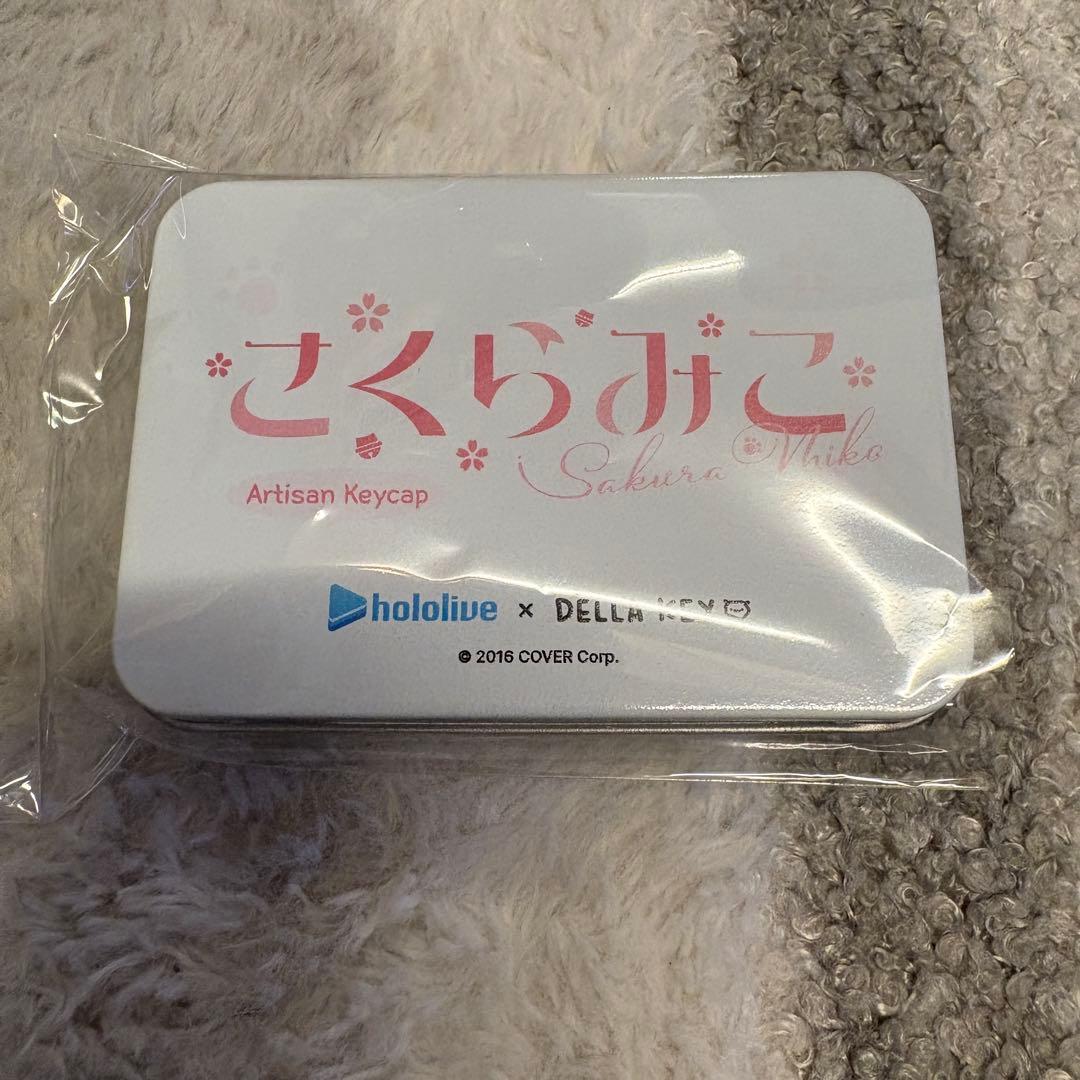 さくらみこ
Sakura Miko
Artisan Keycap
hololive × DELLA KEY
© 2016 COVER Corp.